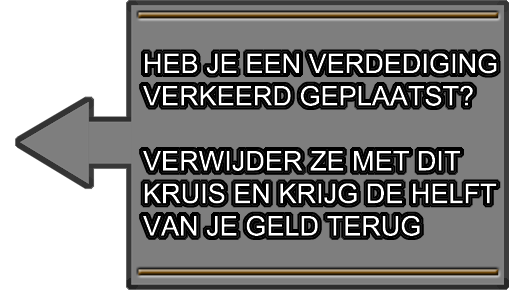 HEB JE EEN VERDEDIGING
VERKEERD GEPLAATST?
VERWIJDER ZE MET DIT
KRUIS EN KRIJG DE HELFT
VAN JE GELD TERUG